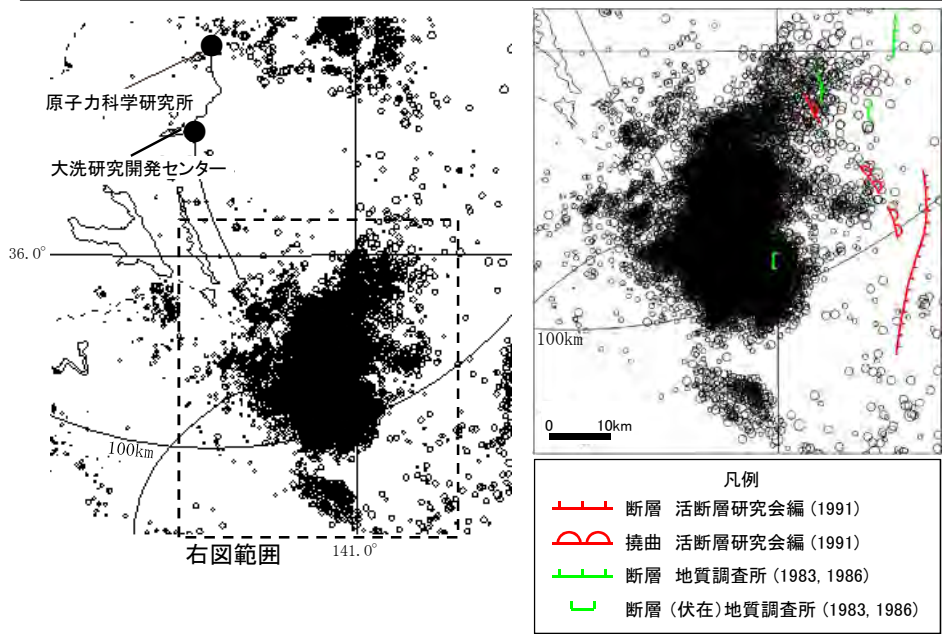 原子力科学研究所
大洗研究開発センター
36.0°
100km
右図範囲
141.0°
100km
0 10km
凡例
断層 活断層研究会編(1991)
撓曲 活断層研究会編(1991)
断層 地質調査所(1983, 1986)
断層(伏在)地質調査所(1983, 1986)